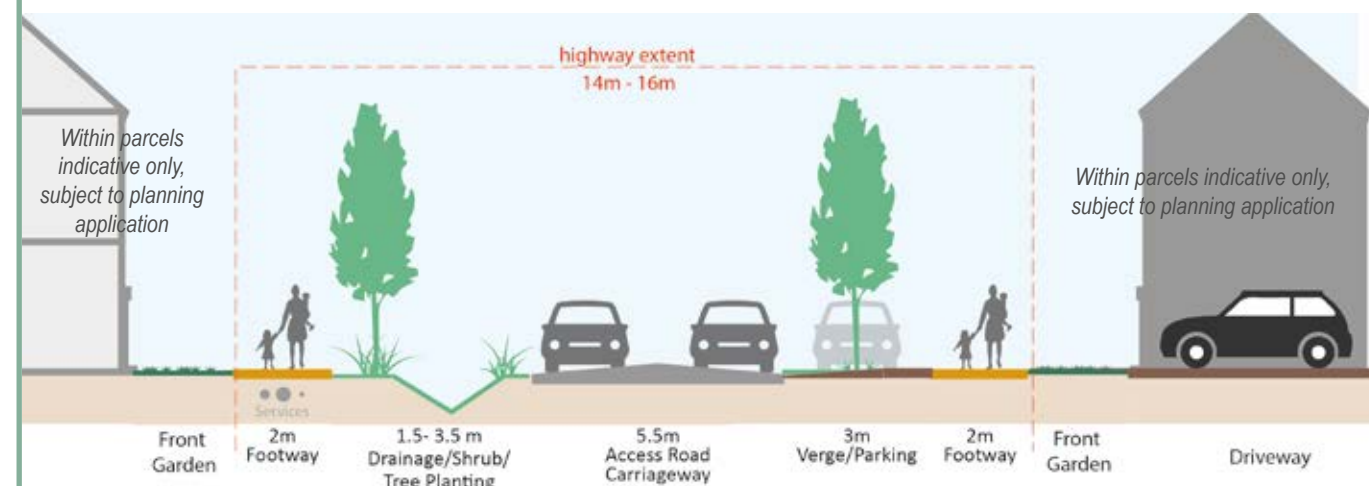 highway extent
14m - 16m
Within parcels
indicative only,
subject to planning
application
Within parcels indicative only,
subject to planning application
Services
Front
Garden
2m
Footway
1.5- 3.5 m
Drainage/Shrub/
Tree Planting
5.5m
Access Road
Carriageway
3m
Verge/Parking
2m
Footway
Front
Garden
Driveway